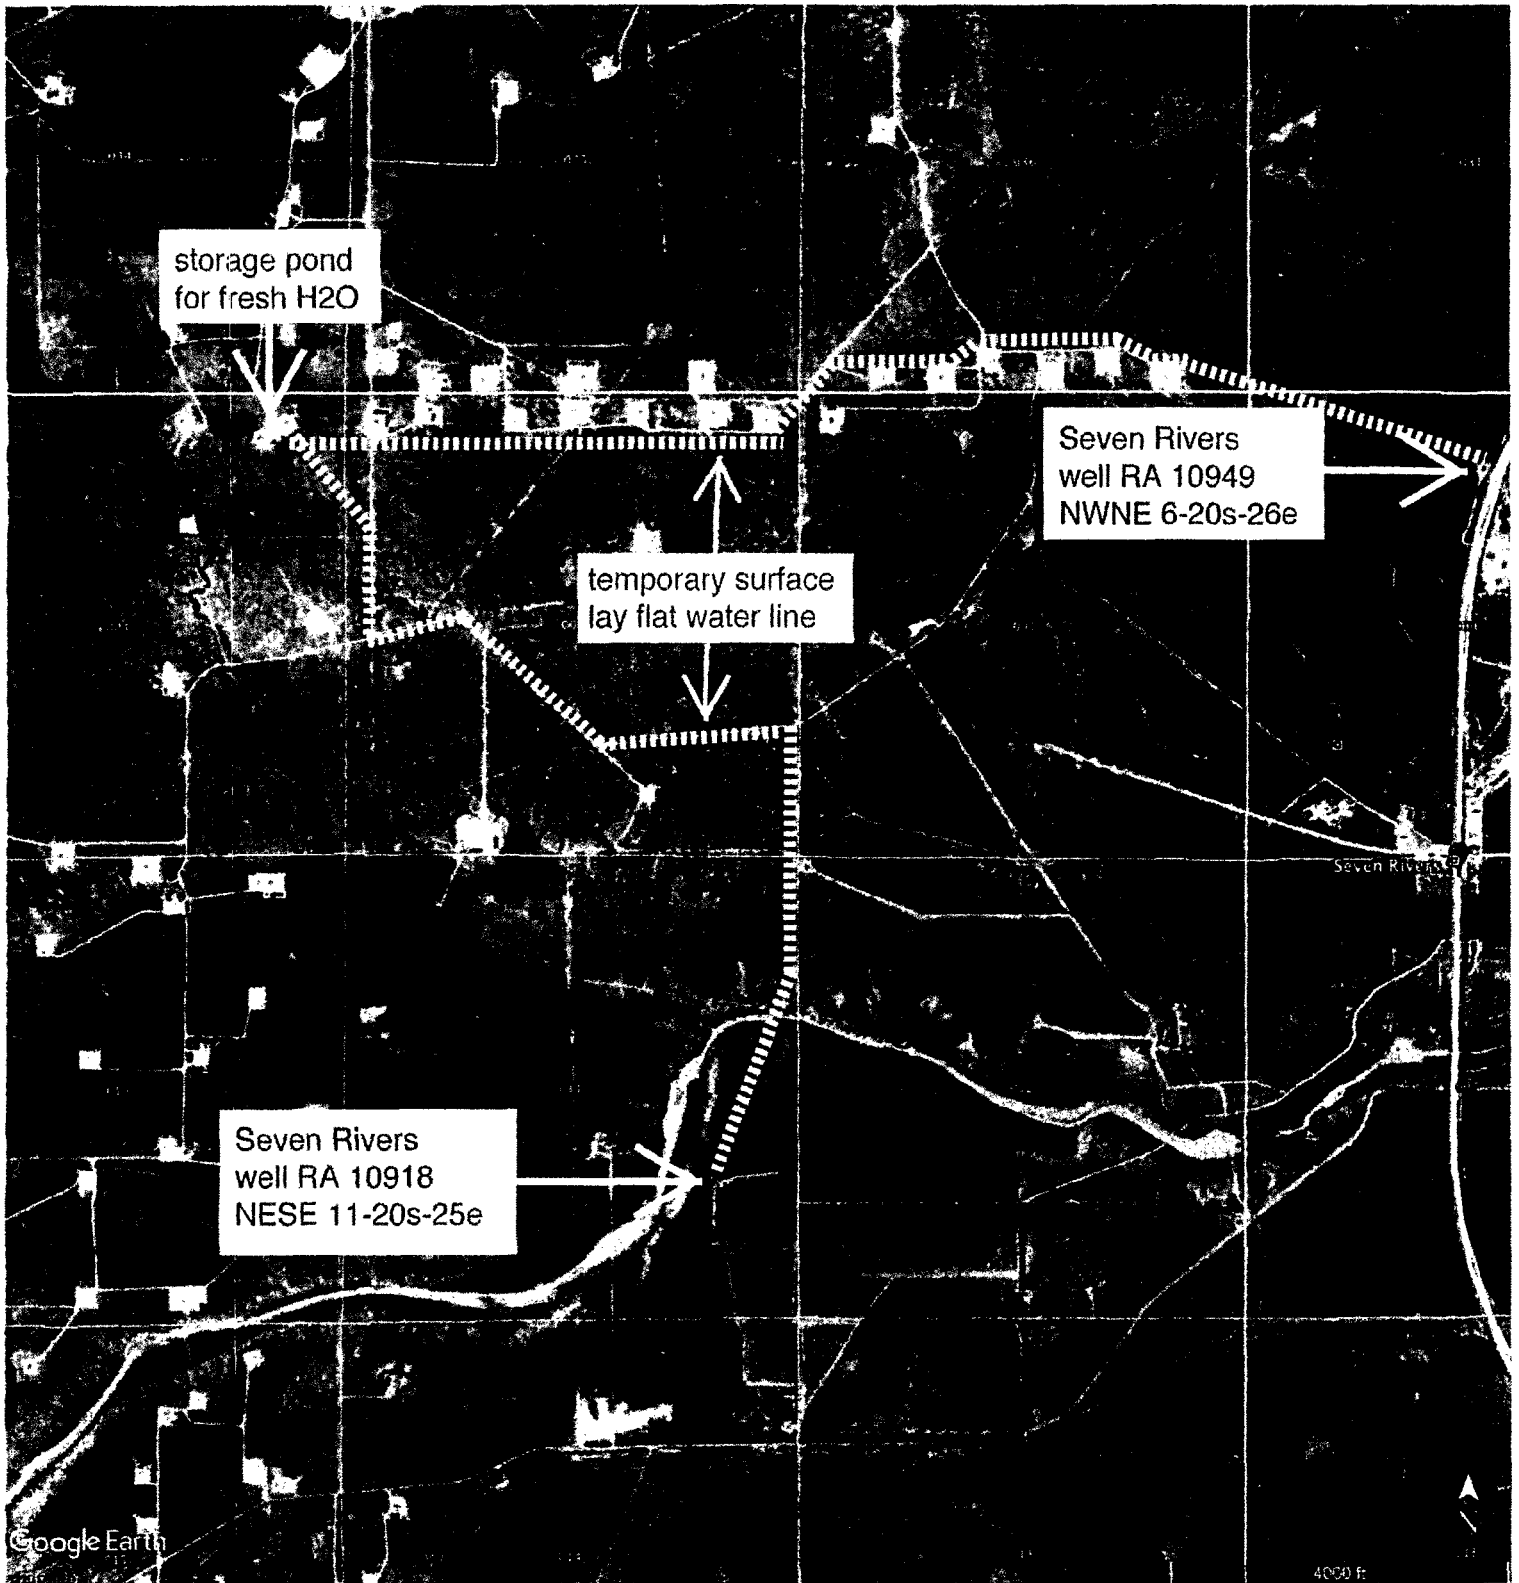 storage pond
for fresh H2O
Seven Rivers
well RA 10949
NWNE 6-20s-26e
temporary surface
lay flat water line
Seven Rivers
Seven Rivers
well RA 10918
NESE 11-20s-25e
Google Earth
4000 ft